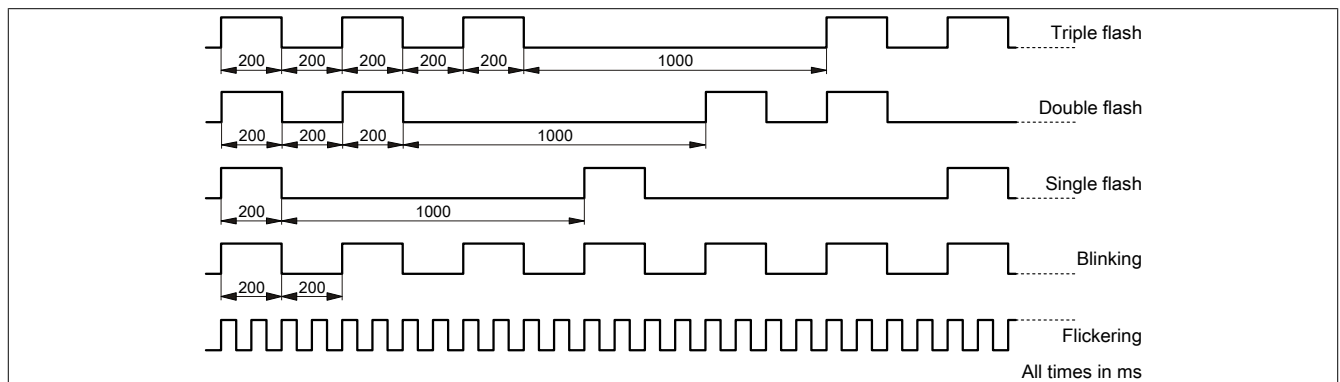 Triple flash
200 200 200 200 200 1000
Double flash
200 200 200 1000
Single flash
200 1000
Blinking
200 200
Flickering
All times in ms